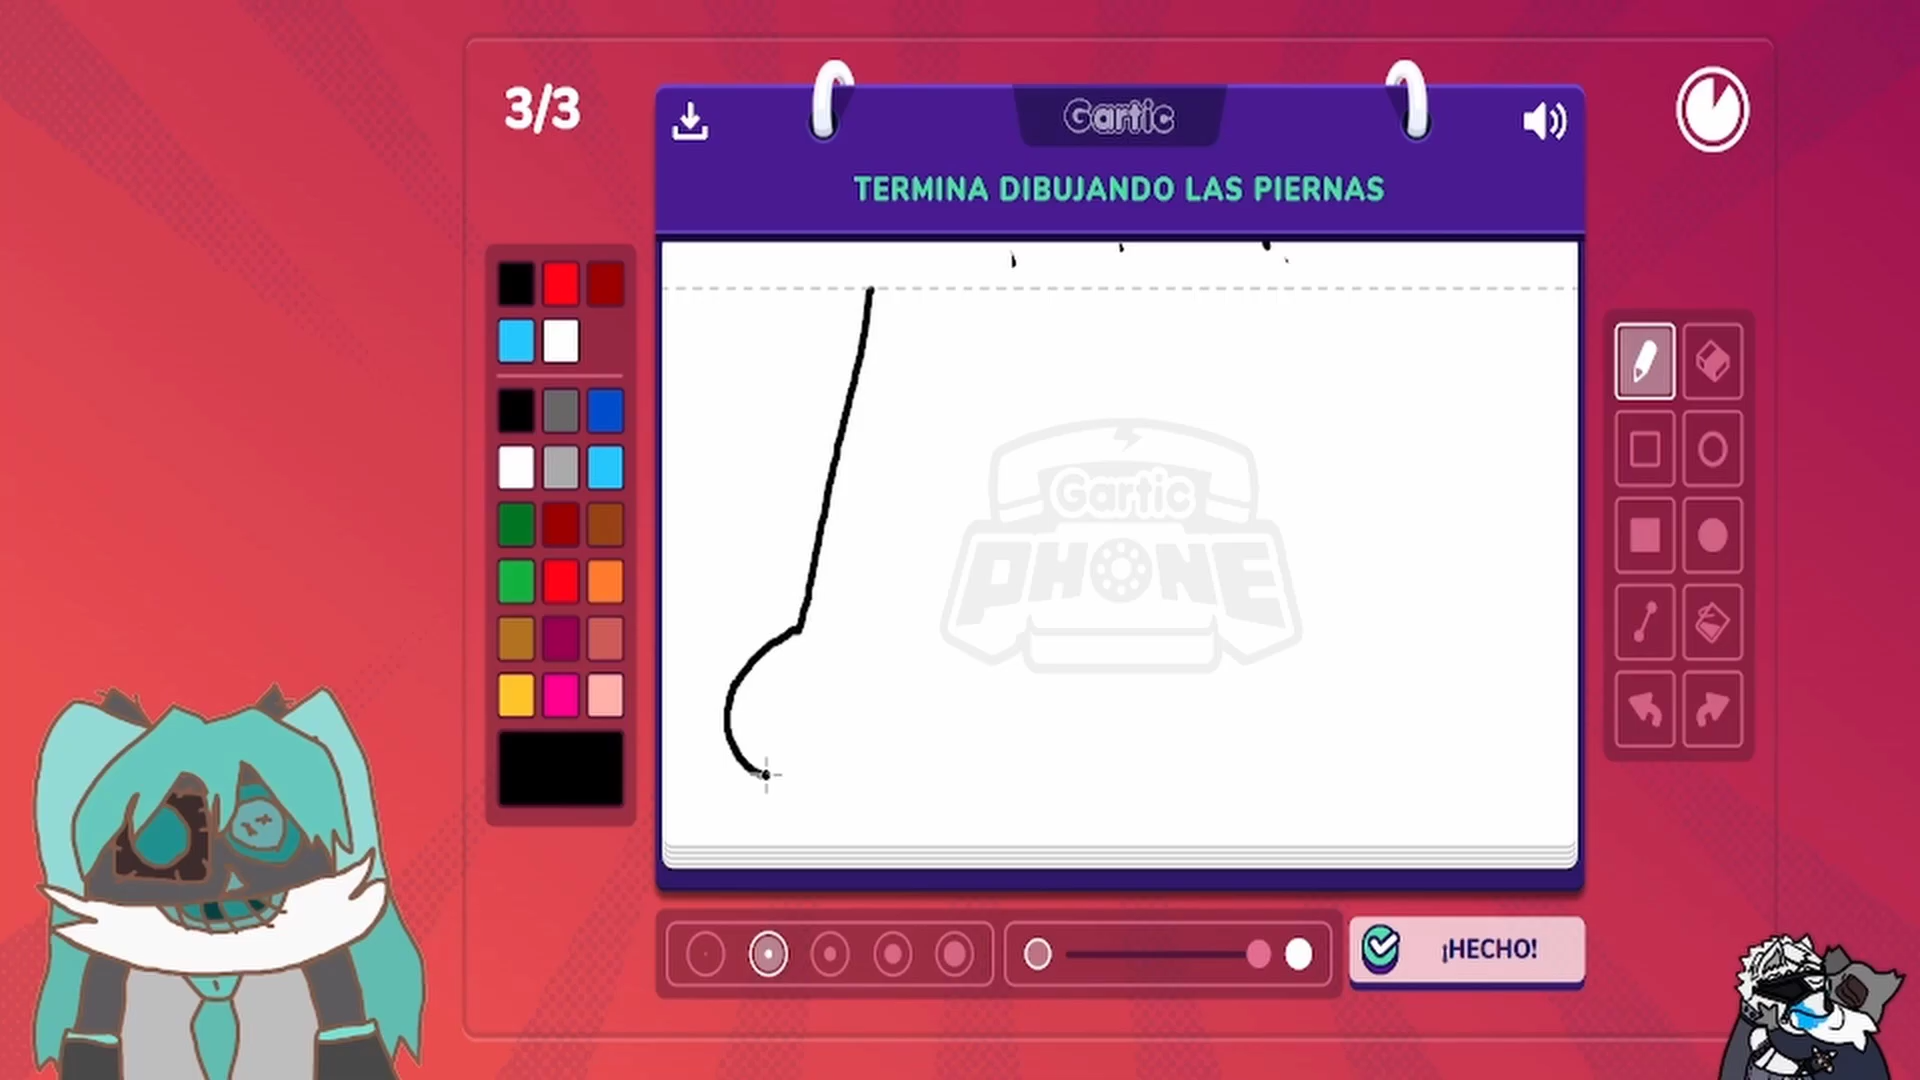 3/3
Gartic
TERMINA DIBUJANDO LAS PIERNAS
Gartic
PHONE
¡HECHO!